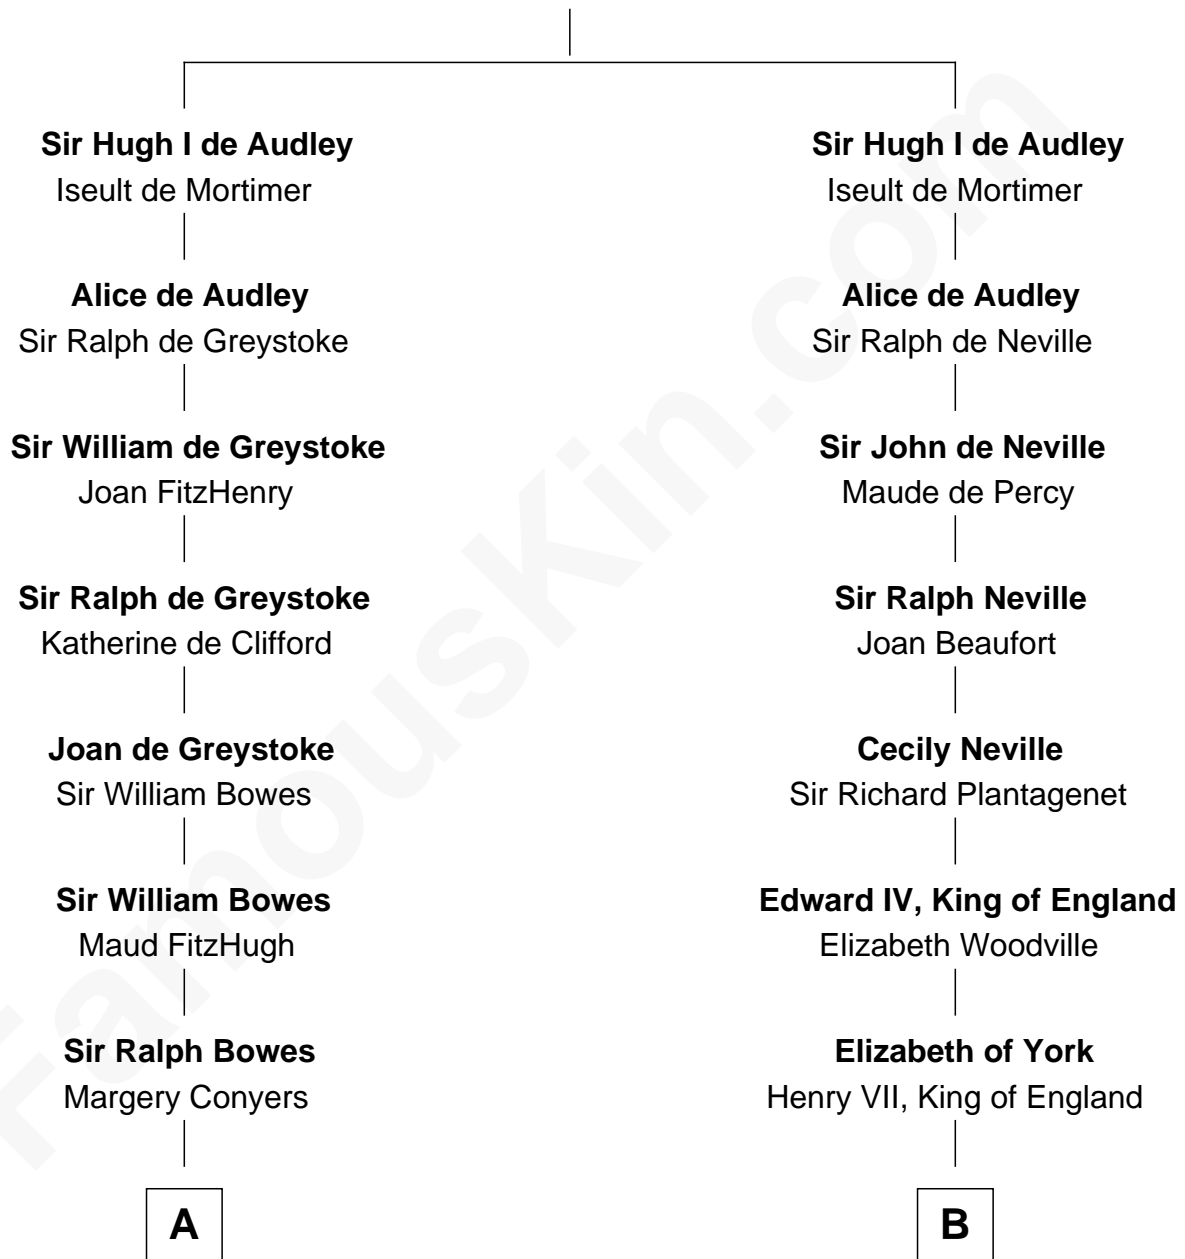 Sir Hugh I de Audley
Iseult de Mortimer
Alice de Audley
Sir Ralph de Greystoke
Sir William de Greystoke
Joan FitzHenry
Sir Ralph de Greystoke
Katherine de Clifford
Joan de Greystoke
Sir William Bowes
Sir William Bowes
Maud FitzHugh
Sir Ralph Bowes
Margery Conyers
A
Sir Hugh I de Audley
Iseult de Mortimer
Alice de Audley
Sir Ralph de Neville
Sir John de Neville
Maude de Percy
Sir Ralph Neville
Joan Beaufort
Cecily Neville
Sir Richard Plantagenet
Edward IV, King of England
Elizabeth Woodville
Elizabeth of York
Henry VII, King of England
B
FamousKin.com